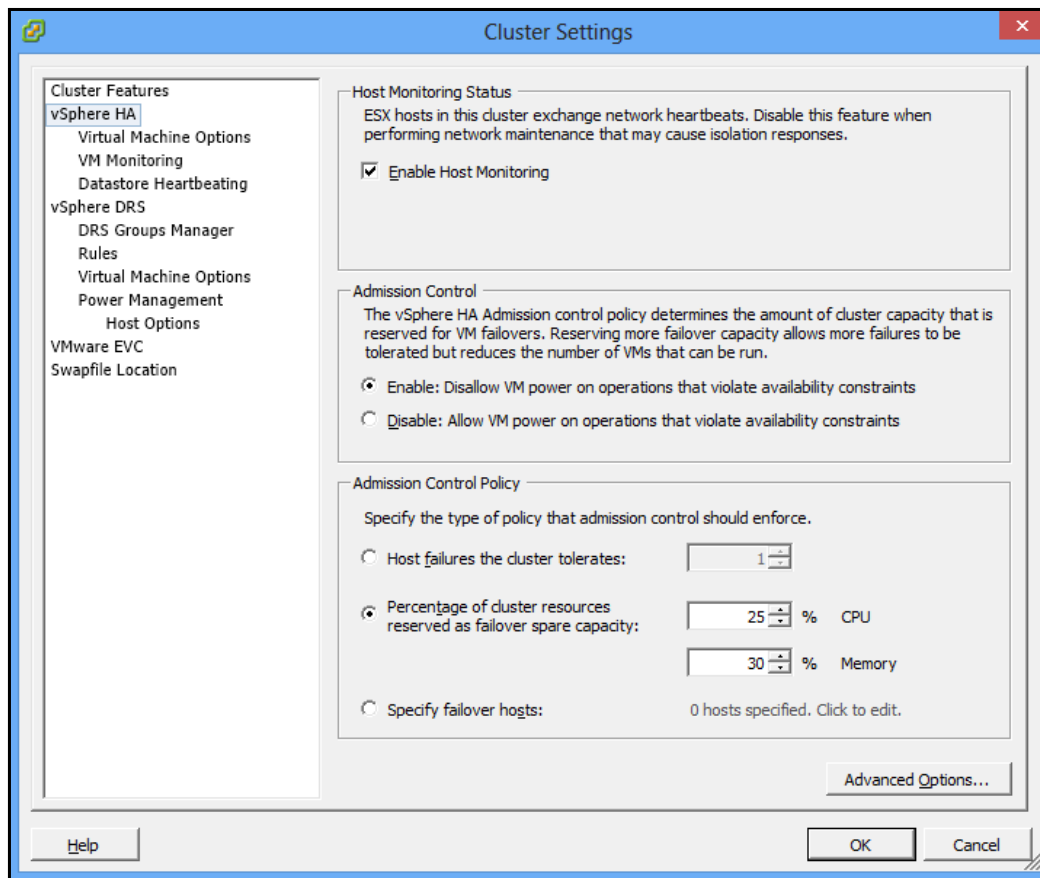 Cluster Settings
Cluster Features
vSphere HA
Virtual Machine Options
VM Monitoring
Datastore Heartbeating
vSphere DRS
DRS Groups Manager
Rules
Virtual Machine Options
Power Management
Host Options
VMware EVC
Swapfile Location
Host Monitoring Status
ESX hosts in this cluster exchange network heartbeats. Disable this feature when
performing network maintenance that may cause isolation responses.
Enable Host Monitoring
Admission Control
The vSphere HA Admission control policy determines the amount of cluster capacity that is
reserved for VM failovers. Reserving more failover capacity allows more failures to be
tolerated but reduces the number of VMs that can be run.
Enable: Disallow VM power on operations that violate availability constraints
Disable: Allow VM power on operations that violate availability constraints
Admission Control Policy
Specify the type of policy that admission control should enforce.
Host failures the cluster tolerates: 1
Percentage of cluster resources
reserved as failover spare capacity: 25 % CPU
30 % Memory
Specify failover hosts: 0 hosts specified. Click to edit.
Advanced Options...
Help OK Cancel